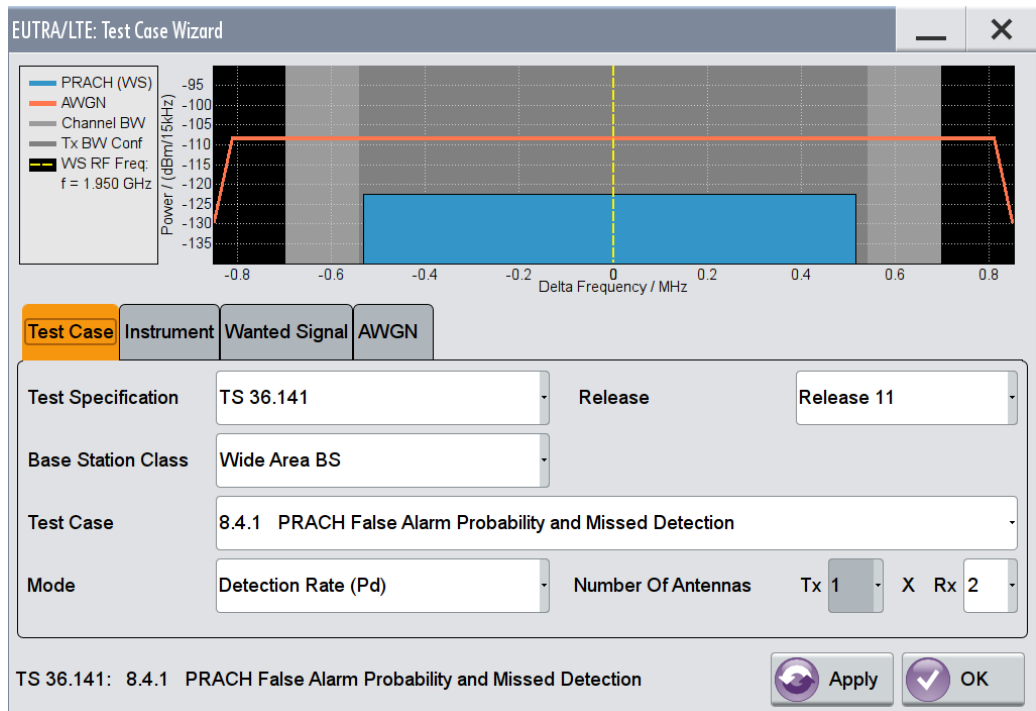 EUTRA/LTE: Test Case Wizard
PRACH (WS)
AWGN
Channel BW
Tx BW Conf
WS RF Freq:
f = 1.950 GHz
Power / (dBm/15kHz)
-95
-100
-105
-110
-115
-120
-125
-130
-135
-0.8 -0.6 -0.4 -0.2 0 0.2 0.4 0.6 0.8
Delta Frequency / MHz
Test Case Instrument Wanted Signal AWGN
Test Specification TS 36.141 Release Release 11
Base Station Class Wide Area BS
Test Case 8.4.1 PRACH False Alarm Probability and Missed Detection
Mode Detection Rate (Pd) Number Of Antennas Tx 1 X Rx 2
TS 36.141: 8.4.1 PRACH False Alarm Probability and Missed Detection Apply OK